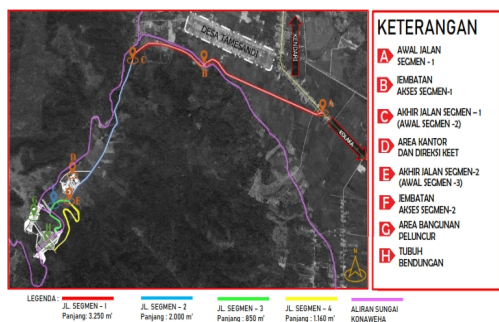 DESA TAMESANDI
KENDARI
KOLAKA
A
B
C
D
E
N
KETERANGAN
A AWAL JALAN
SEGMEN - 1
B JEMBATAN
AKSES SEGMEN-1
C AKHIR JALAN SEGMEN – 1
(AWAL SEGMEN -2)
D AREA KANTOR
DAN DIREKSI KEET
E AKHIR JALAN SEGMEN-2
(AWAL SEGMEN -3)
F JEMBATAN
AKSES SEGMEN-2
G AREA BANGUNAN
PELUNCUR
H TUBUH
BENDUNGAN
LEGENDA :
JL. SEGMEN – 1
Panjang: 3.250 m'
JL. SEGMEN – 2
Panjang : 2.000 m'
JL. SEGMEN – 3
Panjang : 850 m'
JL. SEGMEN – 4
Panjang : 1.160 m'
ALIRAN SUNGAI
KONAWEHA